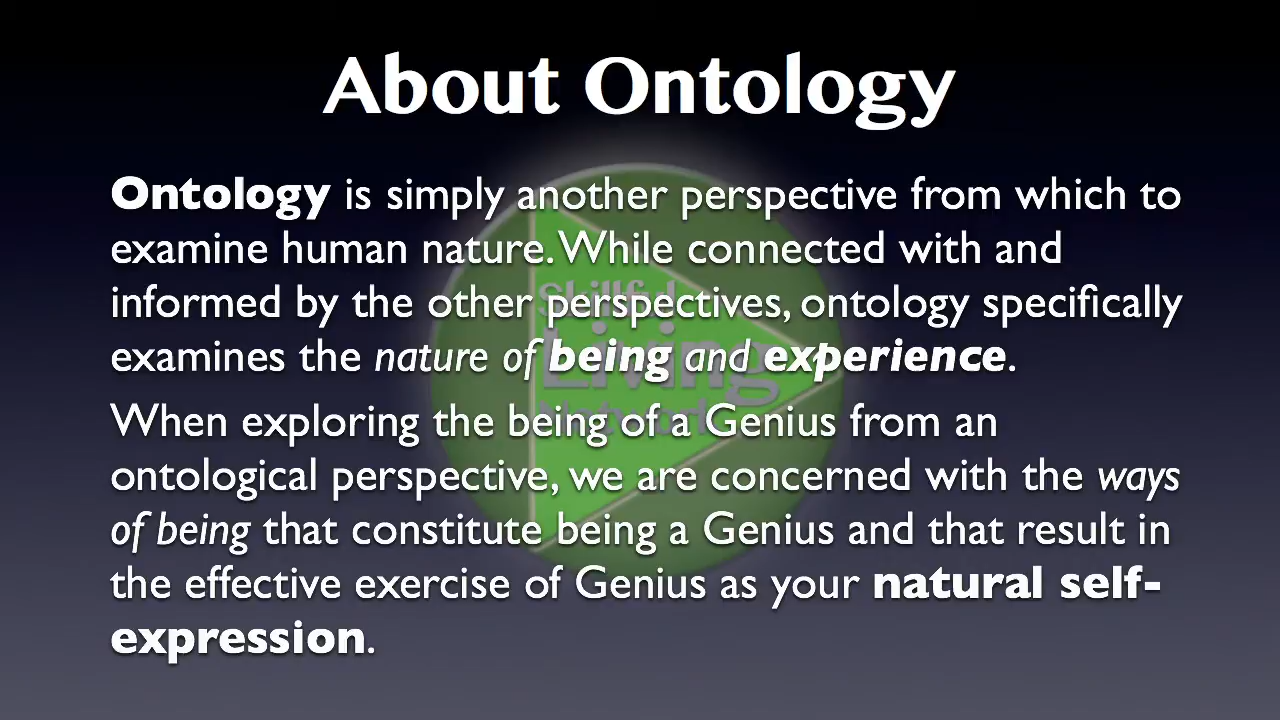 About Ontology
Ontology is simply another perspective from which to
examine human nature. While connected with and
informed by the other perspectives, ontology specifically
examines the nature of being and experience.
When exploring the being of a Genius from an
ontological perspective, we are concerned with the ways
of being that constitute being a Genius and that result in
the effective exercise of Genius as your natural self-
expression.
Skillful
Living
Network